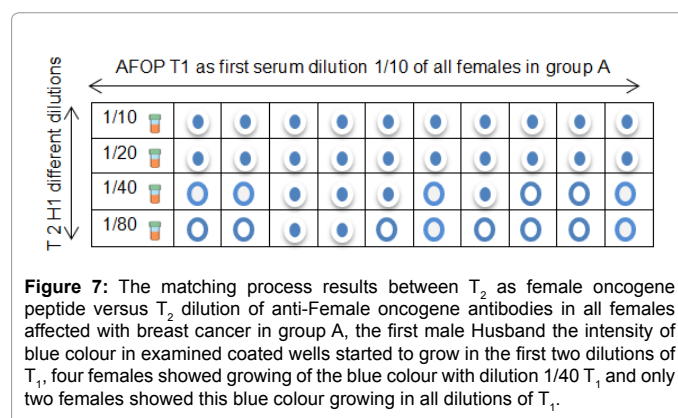 AFOP T1 as first serum dilution 1/10 of all females in group A
T 2 H1 different dilutions
1/10
1/20
1/40
1/80
Figure 7: The matching process results between T2 as female oncogene
peptide versus T2 dilution of anti-Female oncogene antibodies in all females
affected with breast cancer in group A, the first male Husband the intensity of
blue colour in examined coated wells started to grow in the first two dilutions of
T1, four females showed growing of the blue colour with dilution 1/40 T1 and only
two females showed this blue colour growing in all dilutions of T1.